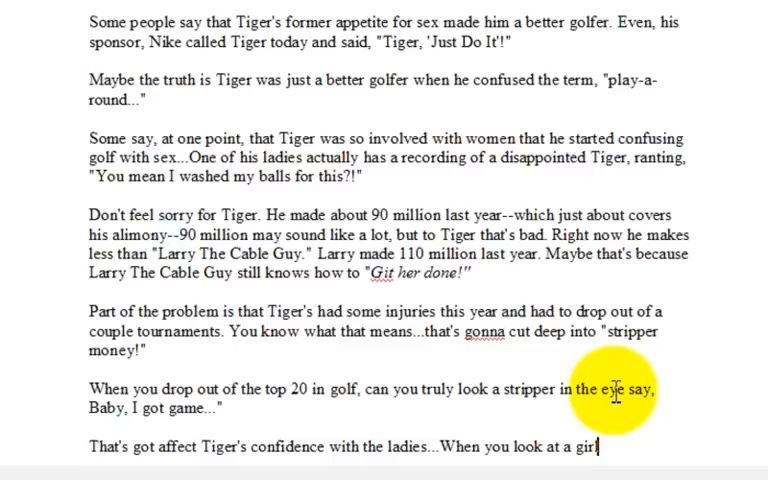 Some people say that Tiger's former appetite for sex made him a better golfer. Even, his
sponsor, Nike called Tiger today and said, "Tiger, 'Just Do It'!"
Maybe the truth is Tiger was just a better golfer when he confused the term, "play-a-
round..."
Some say, at one point, that Tiger was so involved with women that he started confusing
golf with sex...One of his ladies actually has a recording of a disappointed Tiger, ranting,
"You mean I washed my balls for this?!"
Don't feel sorry for Tiger. He made about 90 million last year--which just about covers
his alimony--90 million may sound like a lot, but to Tiger that's bad. Right now he makes
less than "Larry The Cable Guy." Larry made 110 million last year. Maybe that's because
Larry The Cable Guy still knows how to "Git her done!"
Part of the problem is that Tiger's had some injuries this year and had to drop out of a
couple tournaments. You know what that means...that's gonna cut deep into "stripper
money!"
When you drop out of the top 20 in golf, can you truly look a stripper in the eye say,
Baby, I got game..."
That's got affect Tiger's confidence with the ladies...When you look at a girl